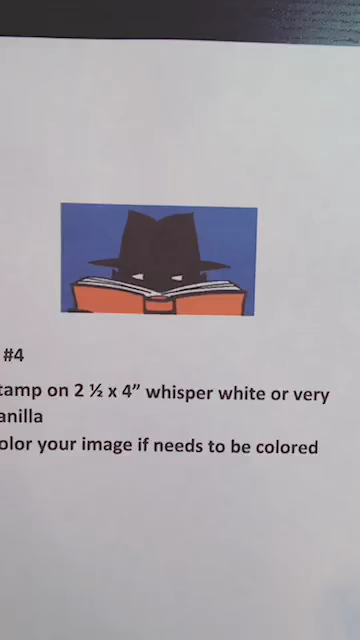 #4
tamp on 2 ½ x 4” whisper white or very
anilla
olor your image if needs to be colored